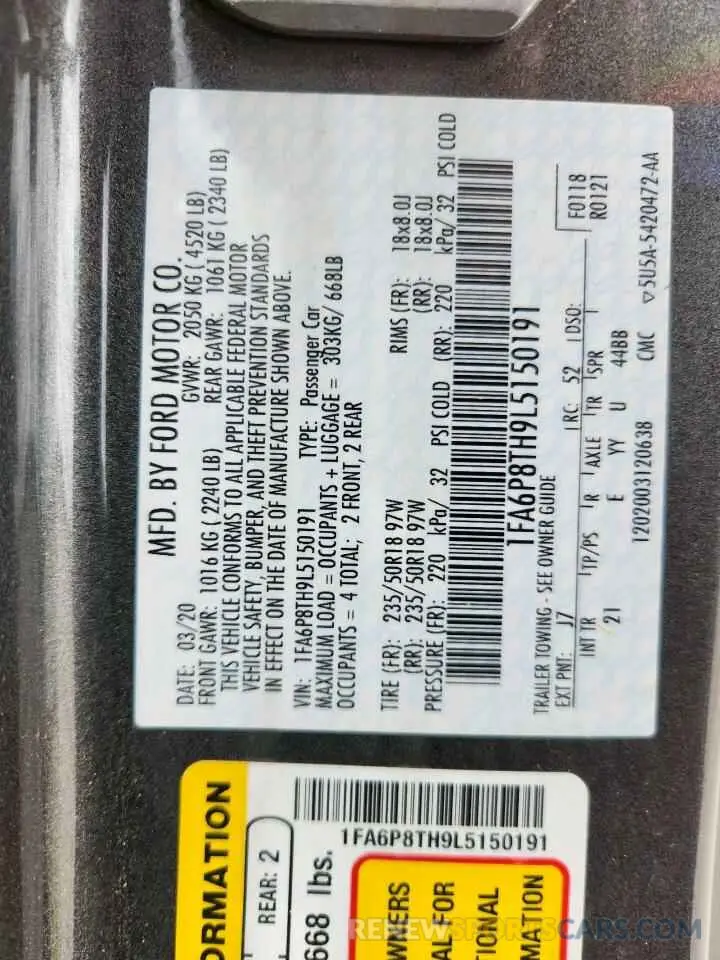 MFD. BY FORD MOTOR CO.
DATE: 03/20 GVWR: 2050 KG ( 4520 LB)
FRONT GAWR: 1016 KG ( 2240 LB) REAR GAWR: 1061 KG ( 2340 LB)
THIS VEHICLE CONFORMS TO ALL APPLICABLE FEDERAL MOTOR
VEHICLE SAFETY, BUMPER, AND THEFT PREVENTION STANDARDS
IN EFFECT ON THE DATE OF MANUFACTURE SHOWN ABOVE.
VIN: 1FA6P8TH9L5150191 TYPE: Passenger Car
MAXIMUM LOAD = OCCUPANTS + LUGGAGE = 303KG/ 668LB
OCCUPANTS = 4 TOTAL; 2 FRONT, 2 REAR
TIRE (FR): 235/50R18 97W RIMS (FR): 18x8.0J
(RR): 235/50R18 97W (RR): 18x8.0J
PRESSURE (FR): 220 kPa/ 32 PSI COLD (RR): 220 kPa/ 32 PSI COLD
1FA6P8TH9L5150191
TRAILER TOWING - SEE OWNER GUIDE F0118
EXT PNT: J7 RC: 52 DSO: R0121
INT TR TP/PS R AXLE TR SPR
21 E YY U 44BB
1202003120638 CMC ▽5U5A-5420472-AA
ORMATION
REAR: 2
668 lbs.
1FA6P8TH9L5150191
WNERS
AL FOR
TIONAL
MATION
RENEWSPORTSCARS.COM